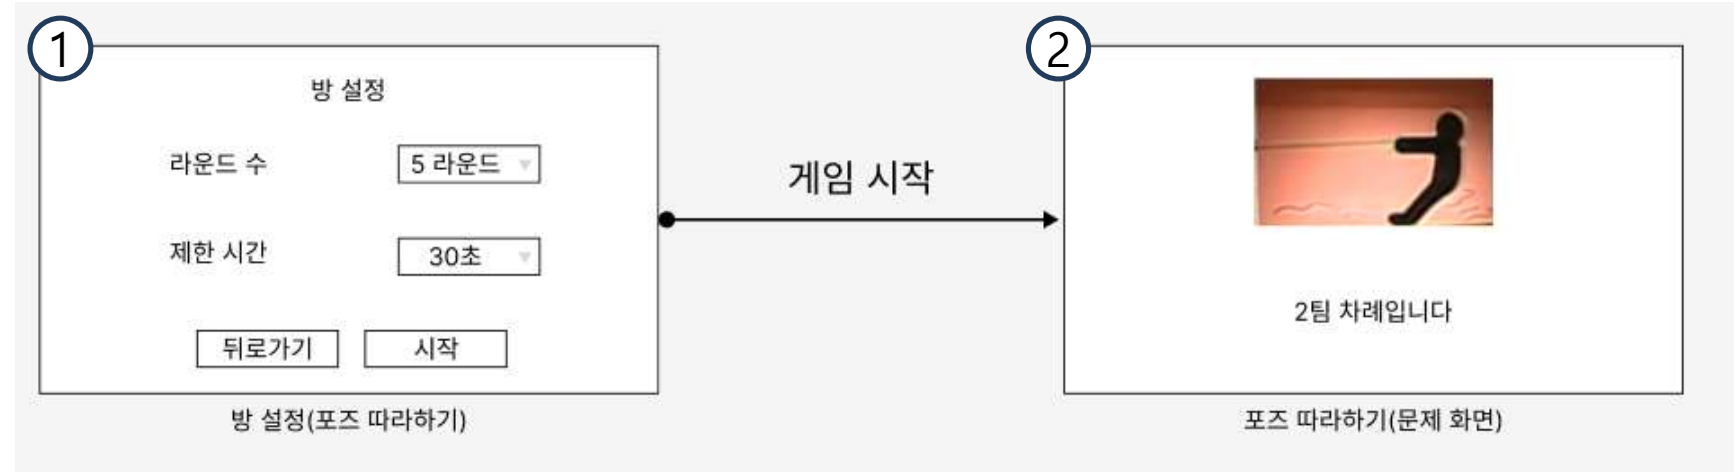 1
방 설정
라운드 수
5 라운드
제한 시간
30초
뒤로가기
시작
방 설정(포즈 따라하기)
게임 시작
2
2팀 차례입니다
포즈 따라하기(문제 화면)